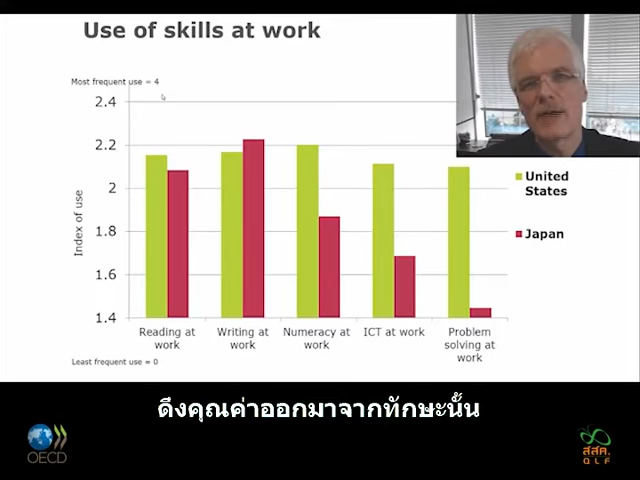 Use of skills at work
Most frequent use = 4
2.4
2.2
2
1.8
1.6
1.4
Index of use
Reading at
work
Writing at
work
Numeracy at
work
ICT at work
Problem
solving at
work
Least frequent use = 0
United
States
Japan
ดึงคุณค่าออกมาจากทักษะนั้น
OECD
สสค.
QLF